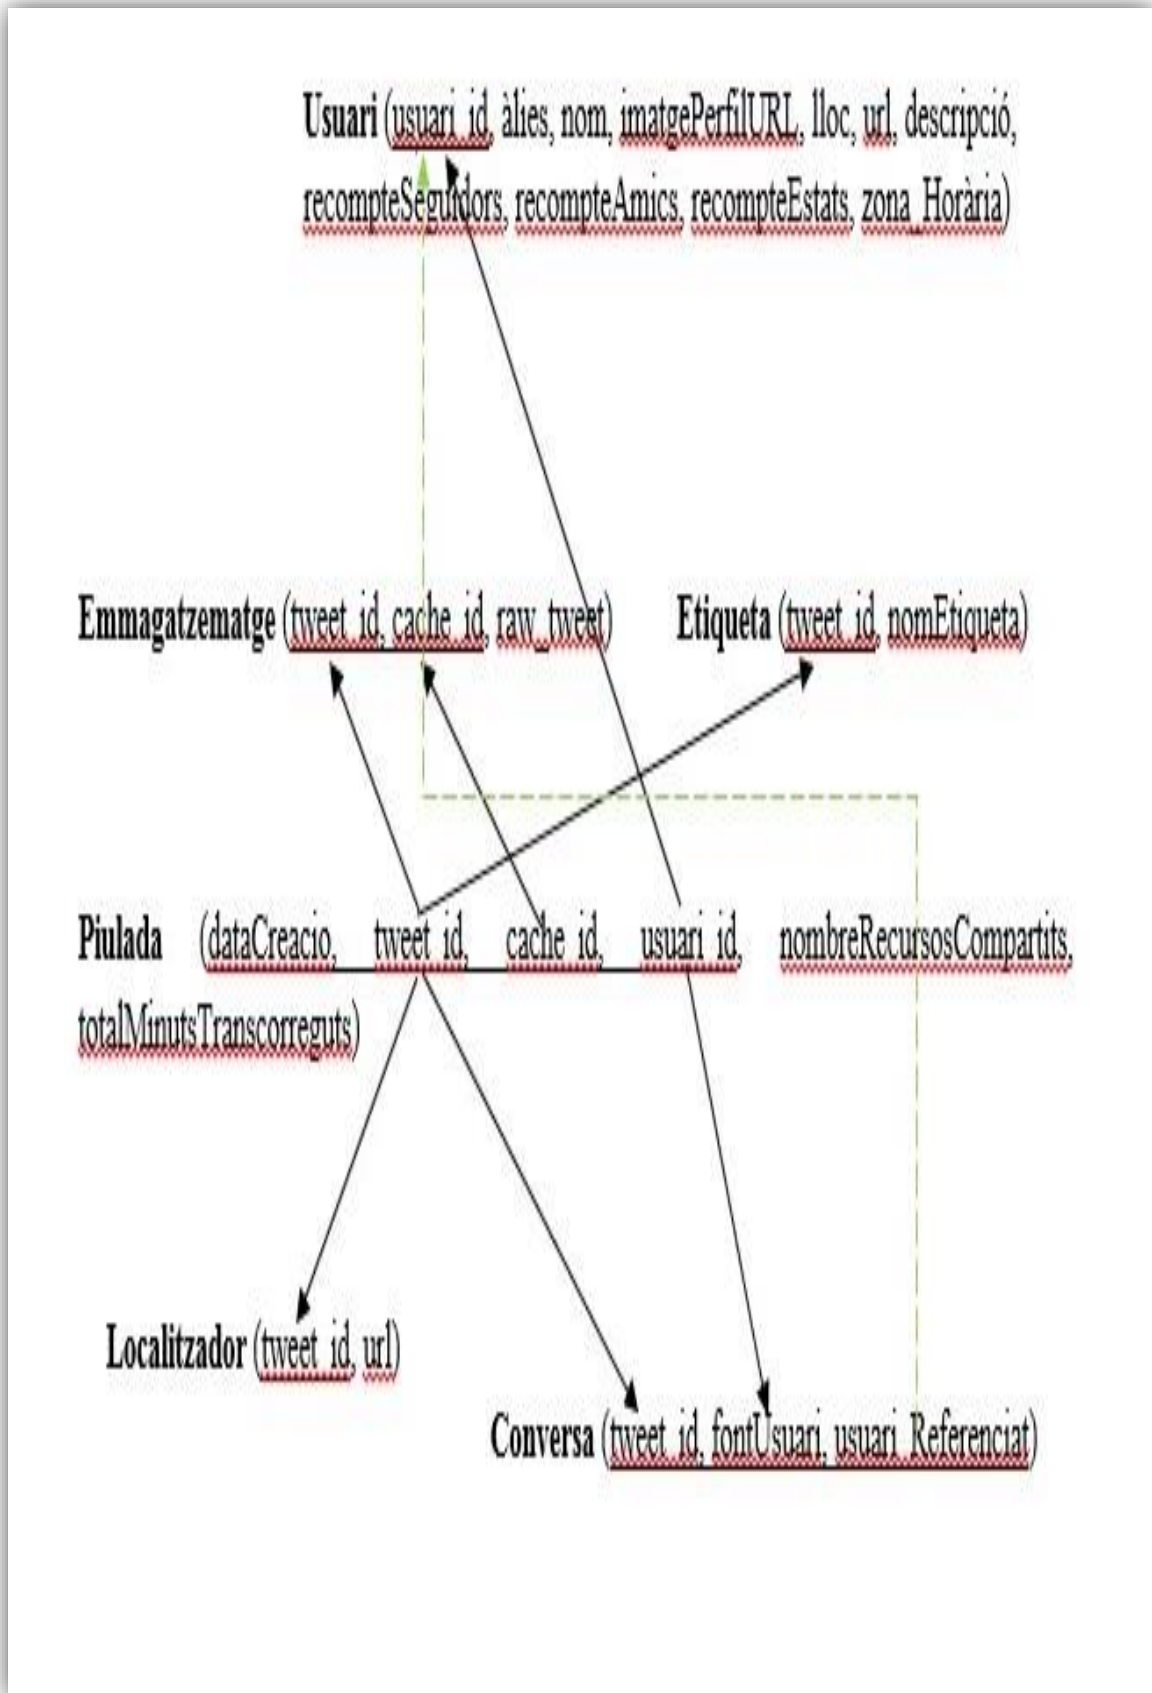 Usuari (usuari_id, àlies, nom, imatgePerfilURL, lloc, url, descripció,
recompteSeguidors, recompteAmics, recompteEstats, zona_Horària)
Emmagatzematge (tweet_id, cache_id, raw_tweet)
Etiqueta (tweet_id, nomEtiqueta)
Piulada (dataCreacio, tweet_id, cache_id, usuari_id, nombreRecursosCompartits,
totalMinutsTranscorreguts)
Localitzador (tweet_id, url)
Conversa (tweet_id, fontUsuari, usuari_Referenciat)